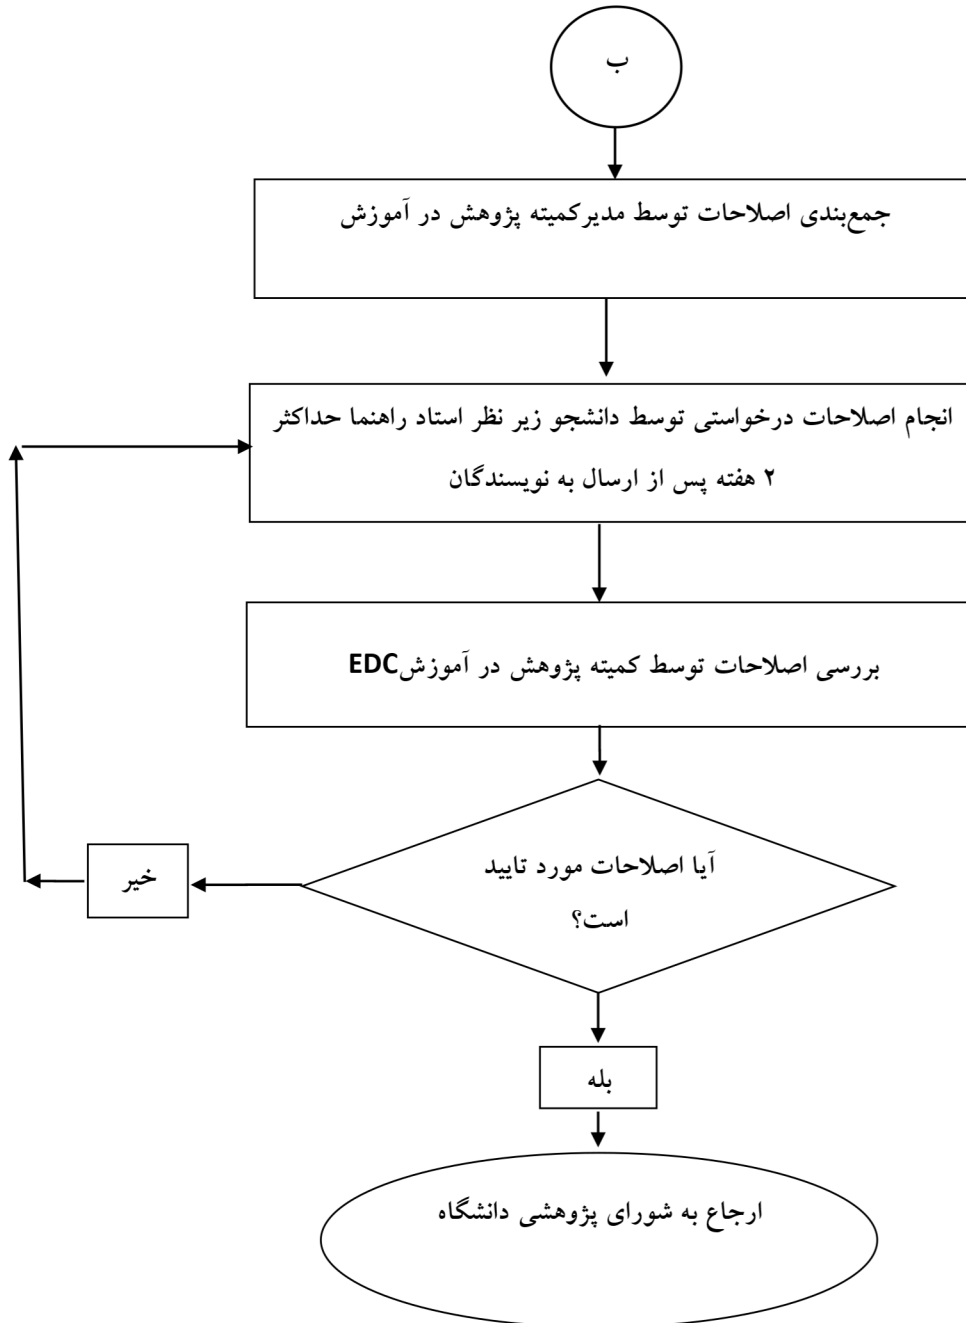 ب
جمع‌بندی اصلاحات توسط مدیرکمیته پژوهش در آموزش
انجام اصلاحات درخواستی توسط دانشجو زیر نظر استاد راهنما حداکثر
۲ هفته پس از ارسال به نویسندگان
بررسی اصلاحات توسط کمیته پژوهش در آموزشEDC
آیا اصلاحات مورد تایید
است؟
خیر
بله
ارجاع به شورای پژوهشی دانشگاه